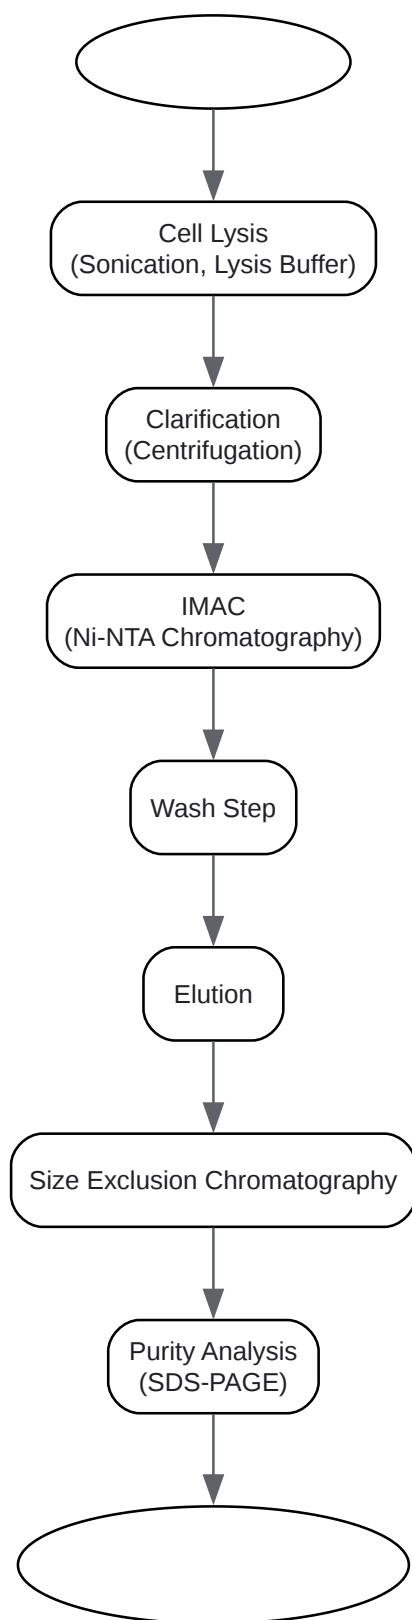 Cell Lysis
(Sonication, Lysis Buffer)
Clarification
(Centrifugation)
IMAC
(Ni-NTA Chromatography)
Wash Step
Elution
Size Exclusion Chromatography
Purity Analysis
(SDS-PAGE)